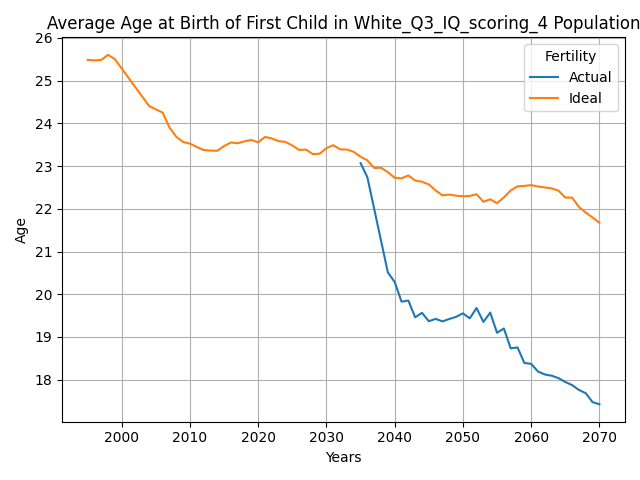 Average Age at Birth of First Child in White_Q3_IQ_scoring_4 Population
Fertility
Actual
Ideal
Age
26
25
24
23
22
21
20
19
18
2000
2010
2020
2030
2040
2050
2060
2070
Years